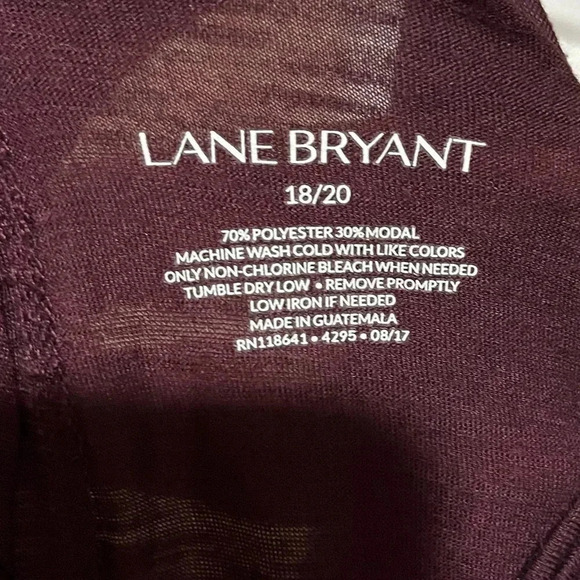 LANE BRYANT
18/20
70% POLYESTER 30% MODAL
MACHINE WASH COLD WITH LIKE COLORS
ONLY NON-CHLORINE BLEACH WHEN NEEDED
TUMBLE DRY LOW • REMOVE PROMPTLY
LOW IRON IF NEEDED
MADE IN GUATEMALA
RN118641 • 4295 • 08/17